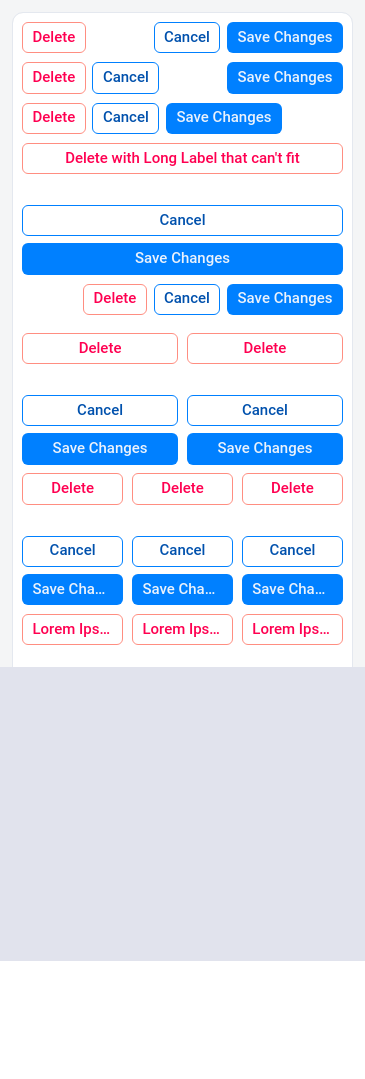 Delete Cancel Save Changes
Delete Cancel Save Changes
Delete Cancel Save Changes
Delete with Long Label that can't fit
Cancel
Save Changes
Delete Cancel Save Changes
Delete Delete
Cancel Cancel
Save Changes Save Changes
Delete Delete Delete
Cancel Cancel Cancel
Save Cha... Save Cha... Save Cha...
Lorem Ips... Lorem Ips... Lorem Ips...